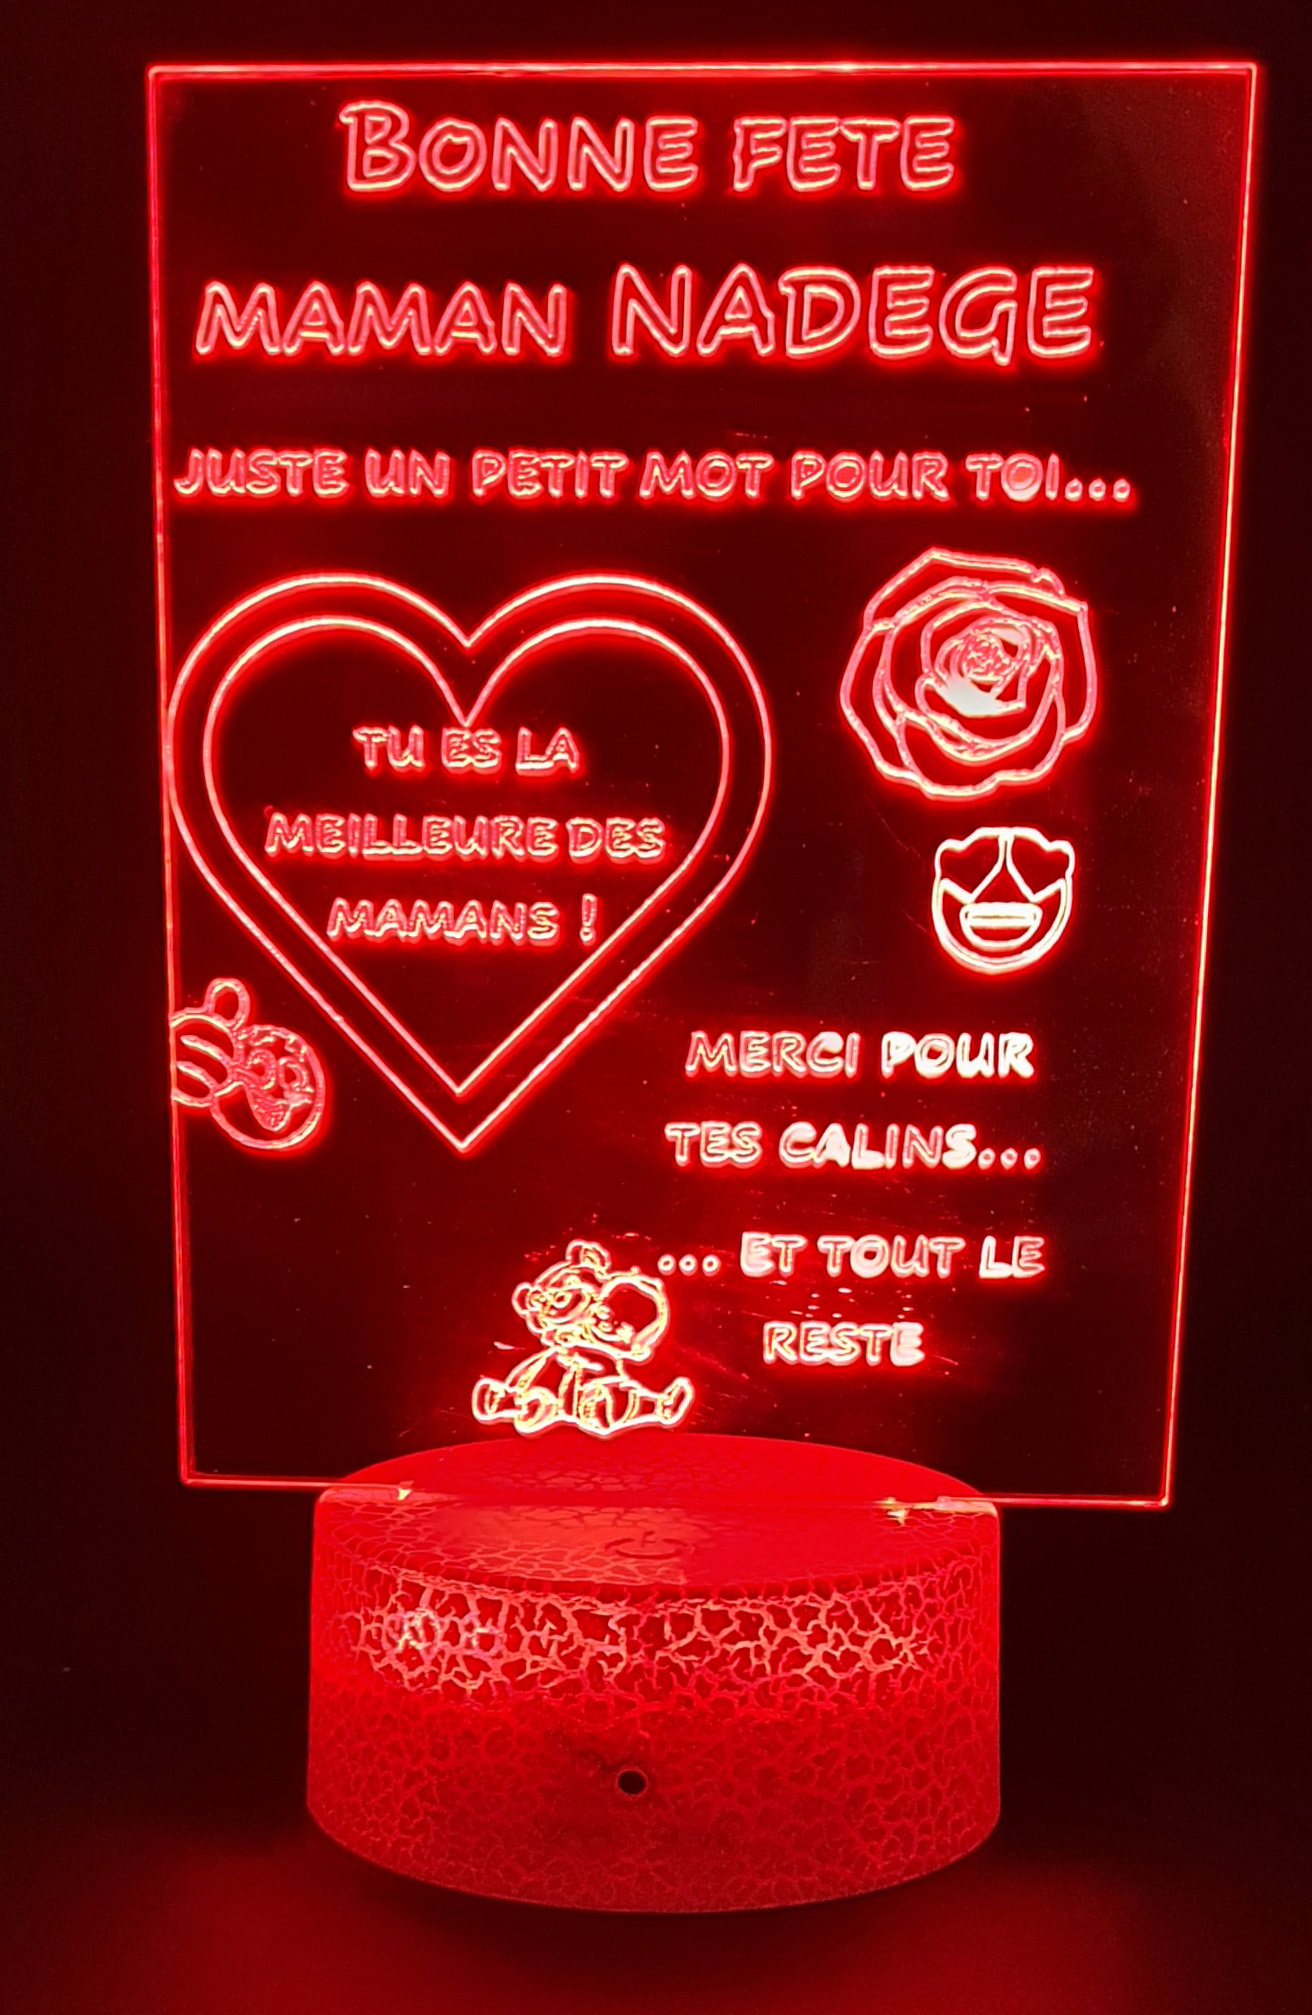 BONNE FETE
MAMAN NADEGE
JUSTE UN PETIT MOT POUR TOI...
TU ES LA
MEILLEURE DES
MAMANS !
MERCI POUR
TES CALINS...
... ET TOUT LE
RESTE